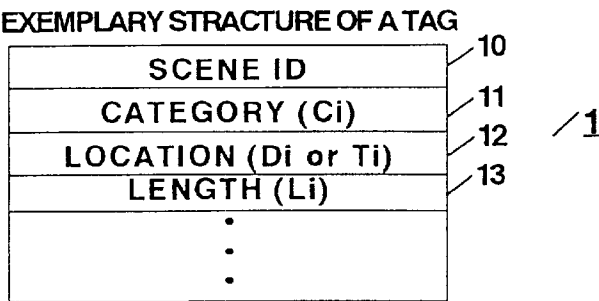 EXEMPLARY STRACTURE OF A TAG
SCENE ID 10
CATEGORY (Ci) 11
LOCATION (Di or Ti) 12
LENGTH (Li) 13
1